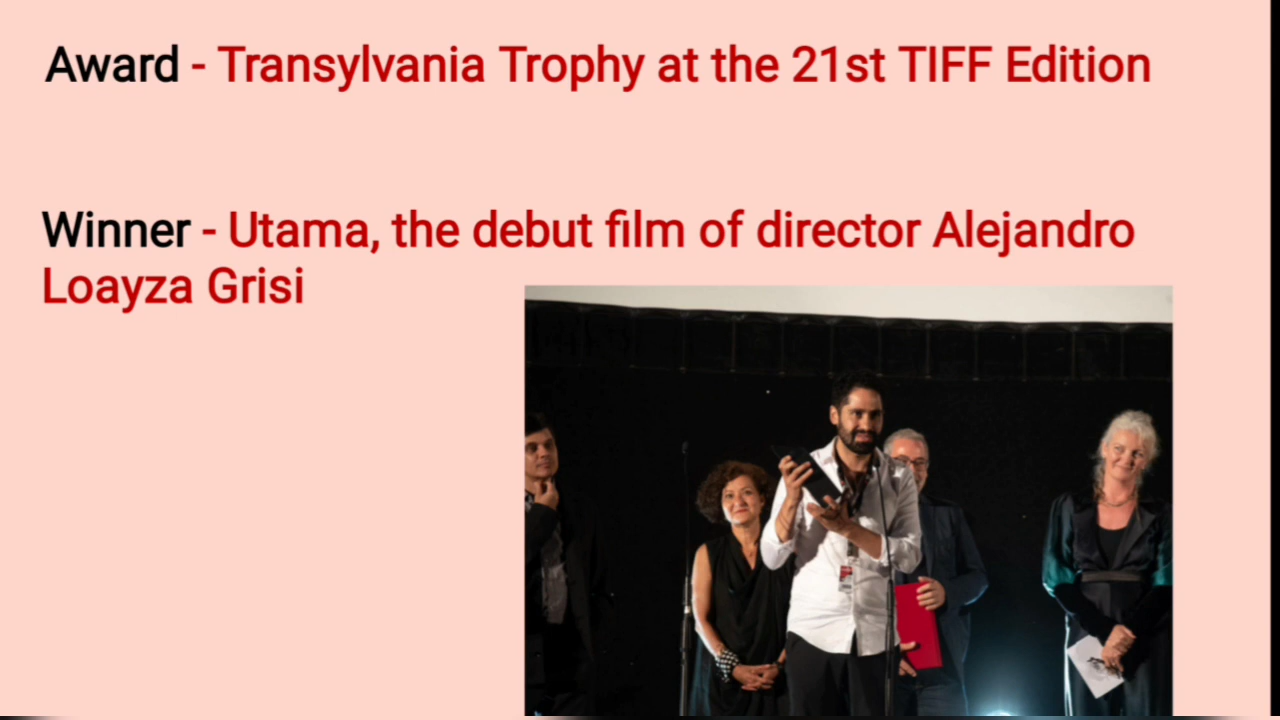 Award - Transylvania Trophy at the 21st TIFF Edition
Winner - Utama, the debut film of director Alejandro
Loayza Grisi